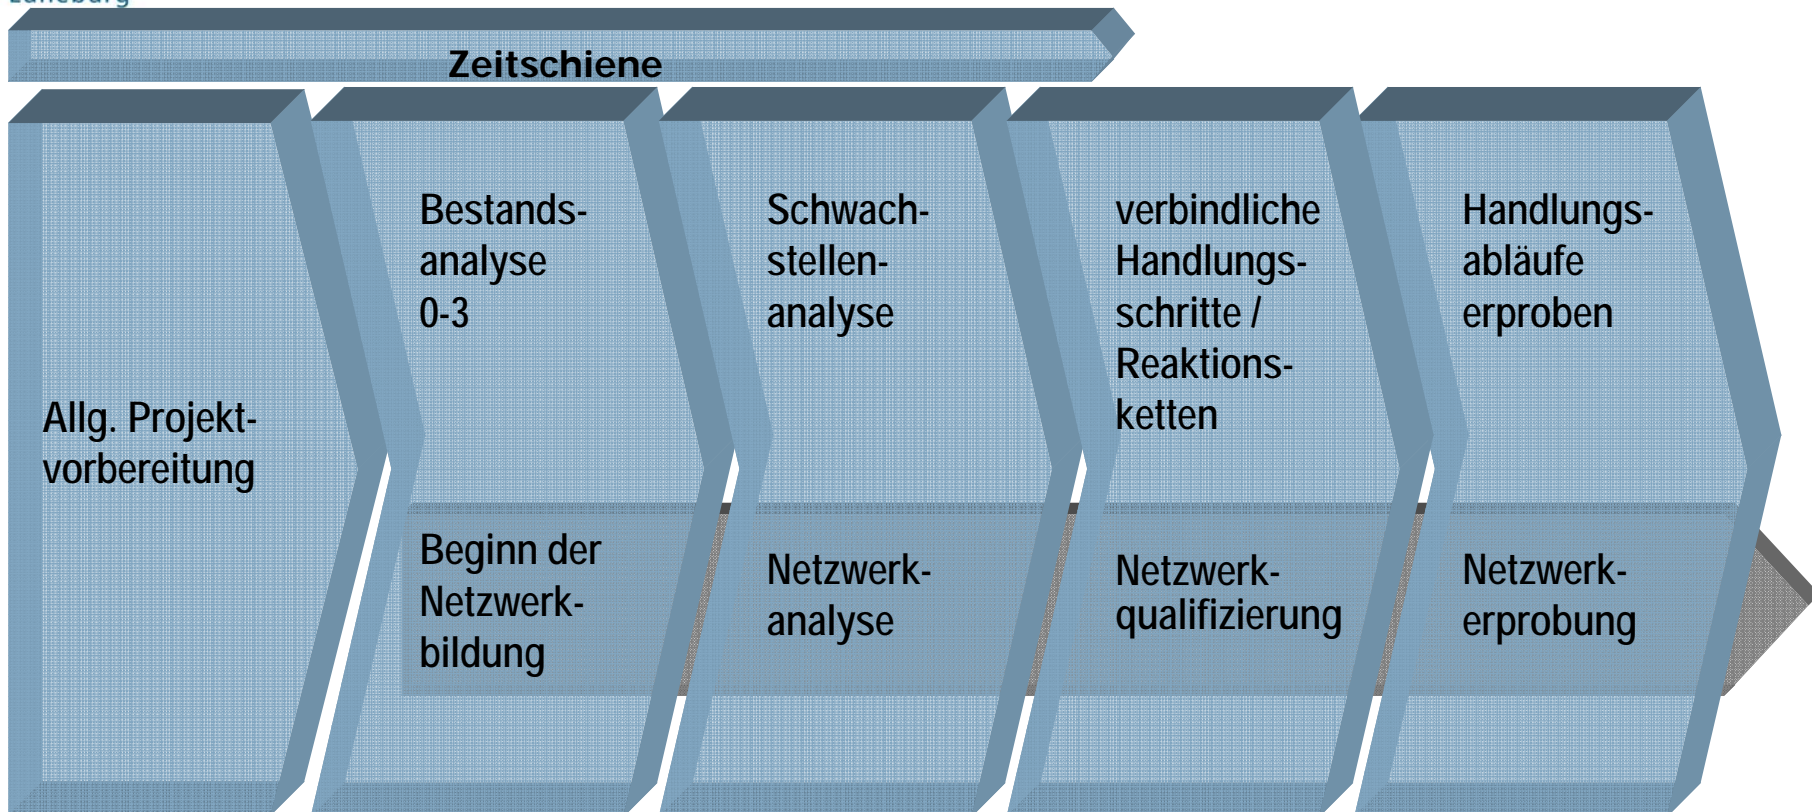 Lüneburg
Zeitschiene
Allg. Projekt-
vorbereitung
Bestands-
analyse
0-3
Beginn der
Netzwerk-
bildung
Schwach-
stellen-
analyse
Netzwerk-
analyse
verbindliche
Handlungs-
schritte /
Reaktions-
ketten
Netzwerk-
qualifizierung
Handlungs-
abläufe
erproben
Netzwerk-
erprobung